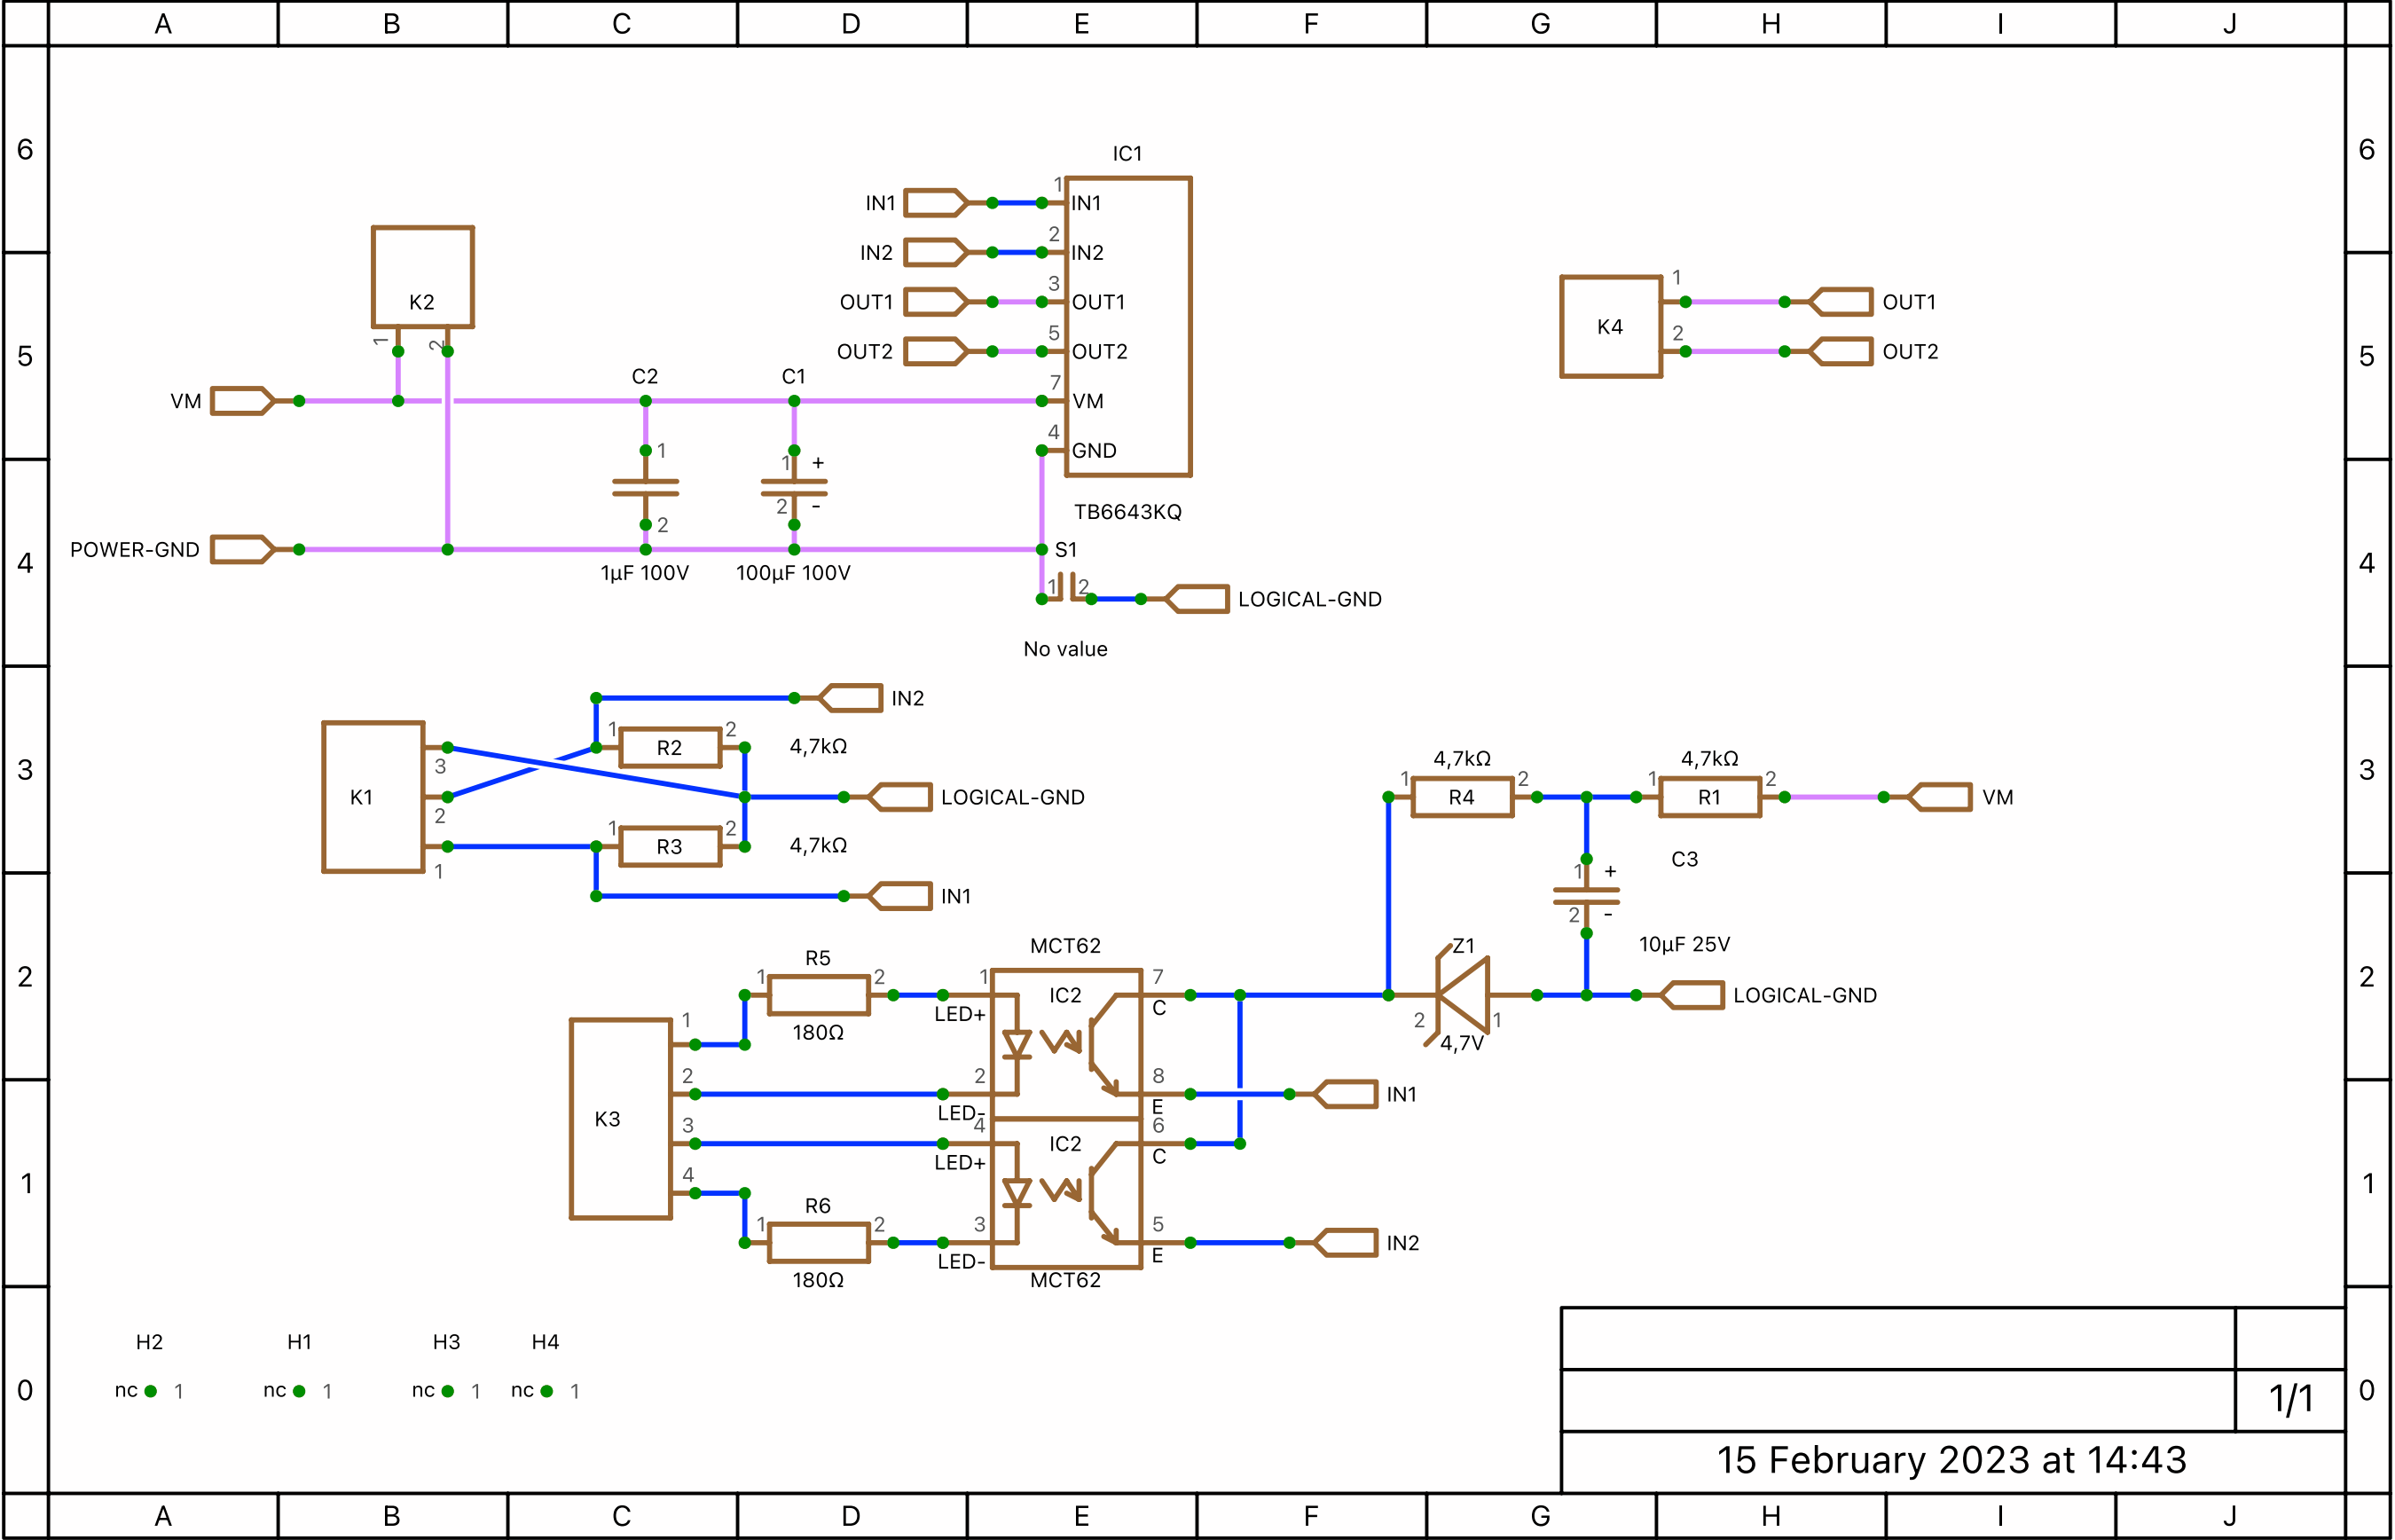 A B C D E F G H I J
6 6
IC1
1
IN1 IN1
2
IN2 IN2
3
OUT1 OUT1
5
OUT2 OUT2
7
VM
4
GND
TB6643KQ
K2
1 2
VM
C2 C1
1 1 +
2 2 -
POWER-GND
1µF 100V 100µF 100V
S1
1 2
LOGICAL-GND
No value
K4
1
OUT1
2
OUT2
5 5
4 4
IN2
1 R2 2 4,7kΩ
K1
3
2
1
LOGICAL-GND
1 R3 2 4,7kΩ
IN1
3 3
4,7kΩ 4,7kΩ
1 R4 2 1 R1 2
VM
C3
1 +
2 -
10µF 25V
Z1
2 1
4,7V
LOGICAL-GND
2 2
R5
1 2
180Ω
MCT62
1 IC2 7
LED+ C
2 8
LED- E
IN1
K3
1
2
3
4
4 IC2 6
LED+ C
3 5
LED- E
IN2
MCT62
R6
1 2
180Ω
1 1
H2 H1 H3 H4
nc 1 nc 1 nc 1 nc 1
0 0
1/1
15 February 2023 at 14:43
A B C D E F G H I J